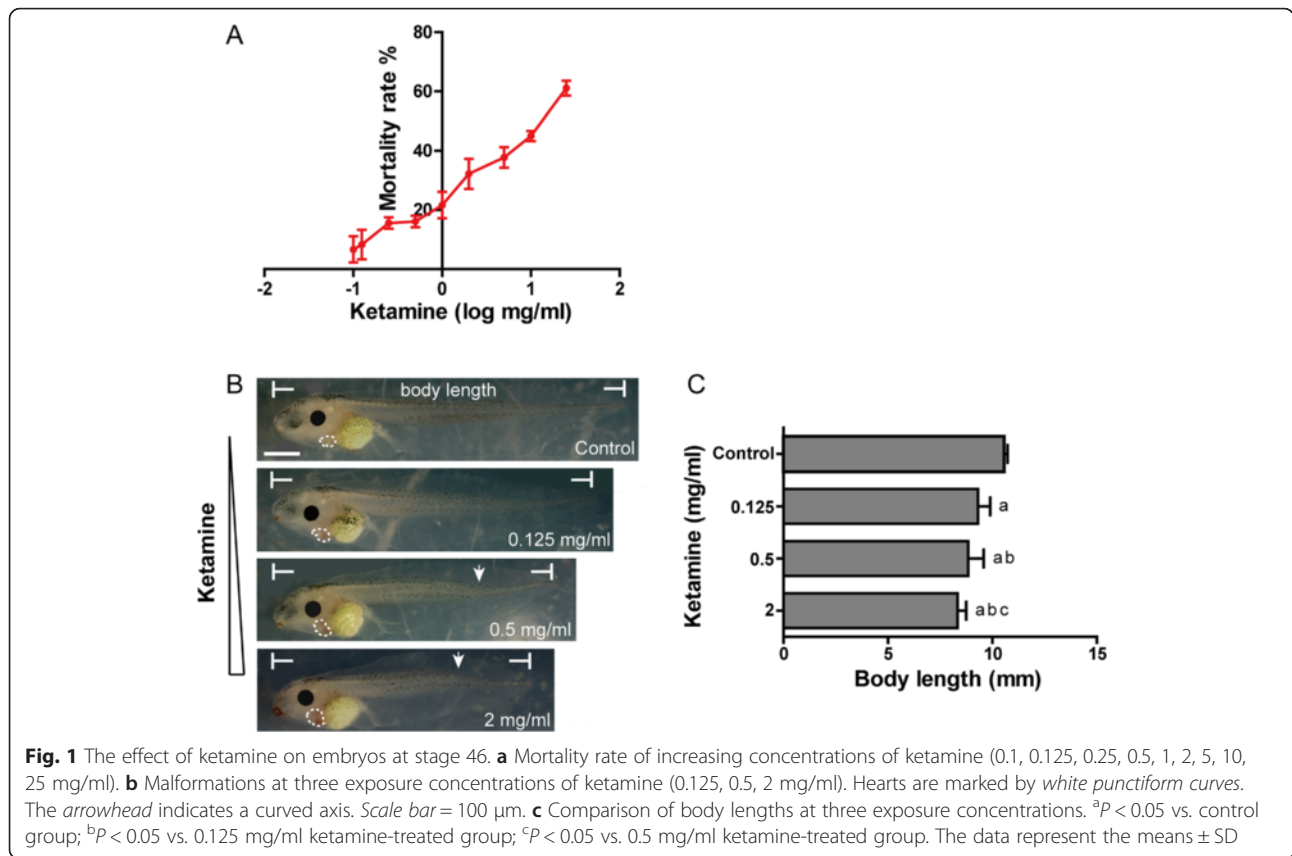 A
80
60
40
20
Mortality rate %
-2 -1 0 1 2
Ketamine (log mg/ml)
B
body length
Control
0.125 mg/ml
0.5 mg/ml
2 mg/ml
Ketamine
C
Ketamine (mg/ml)
Control
0.125 a
0.5 ab
2 abc
0 5 10 15
Body length (mm)
Fig. 1 The effect of ketamine on embryos at stage 46. a Mortality rate of increasing concentrations of ketamine (0.1, 0.125, 0.25, 0.5, 1, 2, 5, 10,
25 mg/ml). b Malformations at three exposure concentrations of ketamine (0.125, 0.5, 2 mg/ml). Hearts are marked by white punctiform curves.
The arrowhead indicates a curved axis. Scale bar = 100 μm. c Comparison of body lengths at three exposure concentrations. ᵃP < 0.05 vs. control
group; ᵇP < 0.05 vs. 0.125 mg/ml ketamine-treated group; ᶜP < 0.05 vs. 0.5 mg/ml ketamine-treated group. The data represent the means ± SD